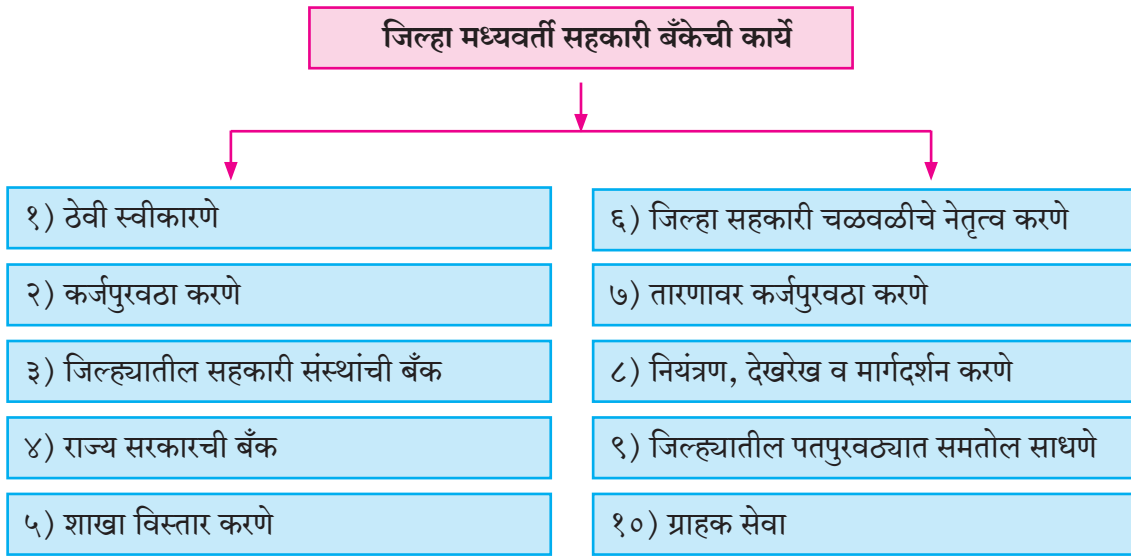 जिल्हा मध्यवर्ती सहकारी बँकेची कार्ये
१) ठेवी स्वीकारणे
२) कर्जपुरवठा करणे
३) जिल्ह्यातील सहकारी संस्थांची बँक
४) राज्य सरकारची बँक
५) शाखा विस्तार करणे
६) जिल्हा सहकारी चळवळीचे नेतृत्व करणे
७) तारणावर कर्जपुरवठा करणे
८) नियंत्रण, देखरेख व मार्गदर्शन करणे
९) जिल्ह्यातील पतपुरवठ्यात समतोल साधणे
१०) ग्राहक सेवा